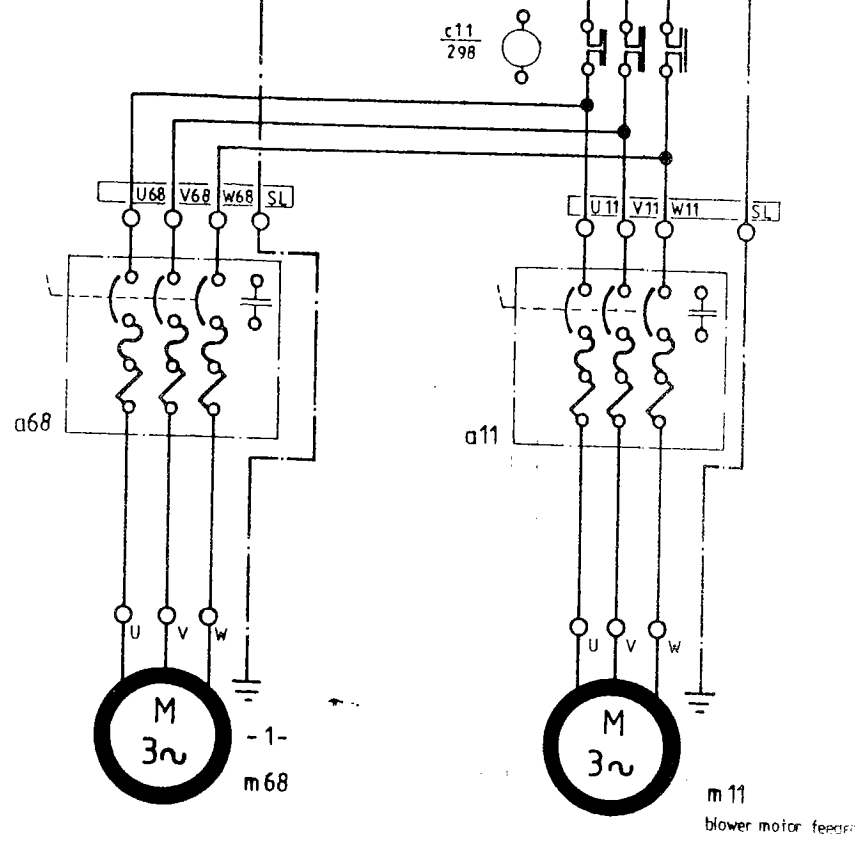 c11
298
U68 V68 W68 SL
U11 V11 W11 SL
a68
a11
U V W
U V W
M
3~
-1-
m68
M
3~
m11
blower motor